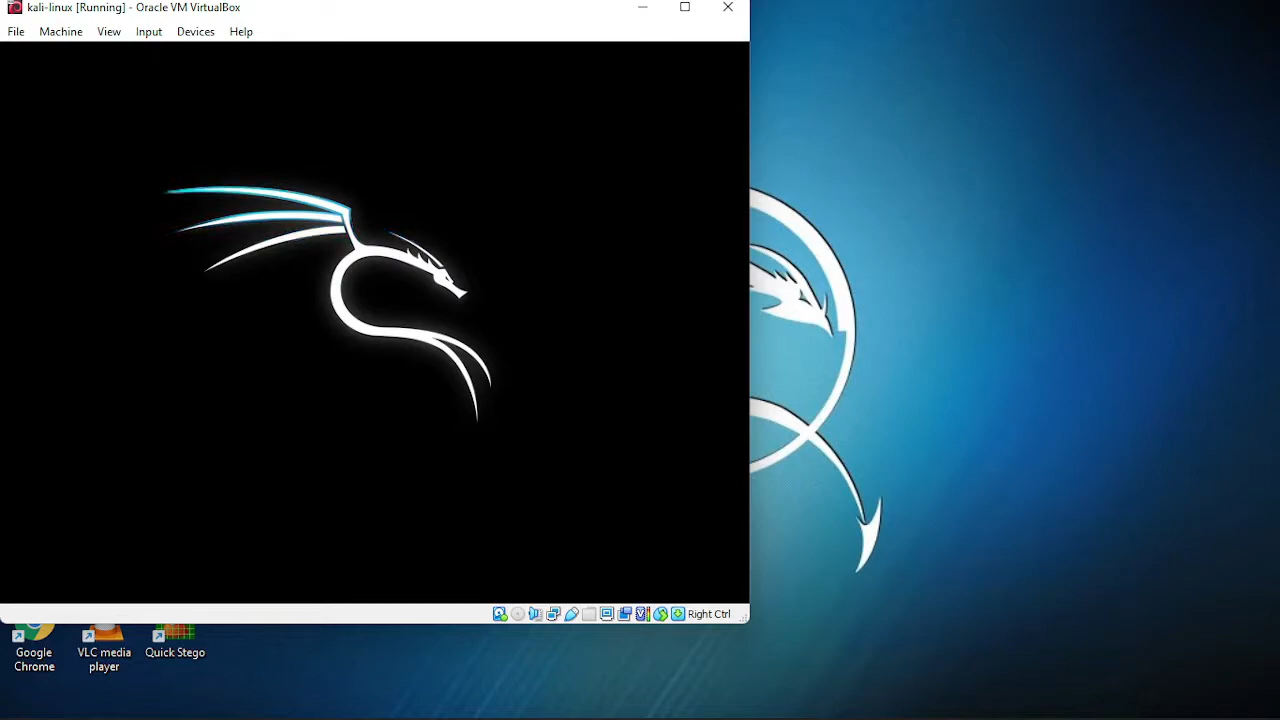 kali-linux [Running] - Oracle VM VirtualBox
File Machine View Input Devices Help
Right Ctrl
Google Chrome
VLC media player
Quick Stego